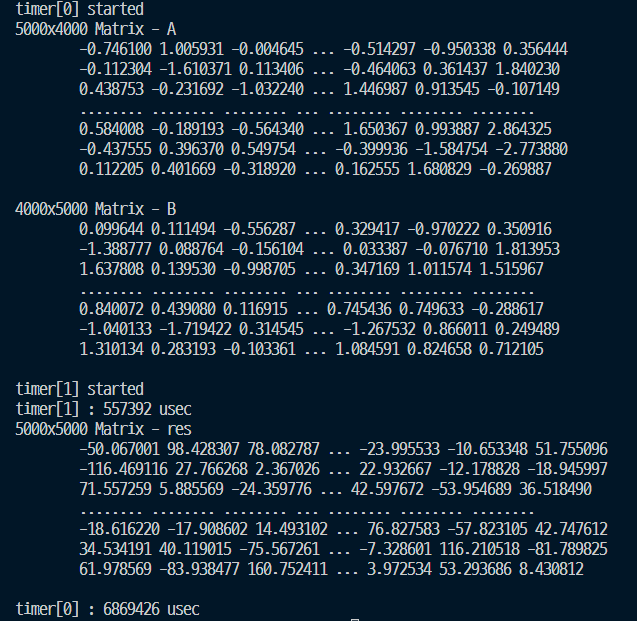 timer[0] started
5000x4000 Matrix - A
-0.746100 1.005931 -0.004645 ... -0.514297 -0.950338 0.356444
-0.112304 -1.610371 0.113406 ... -0.464063 0.361437 1.840230
0.438753 -0.231692 -1.032240 ... 1.446987 0.913545 -0.107149
........ ........ ........ ... ........ ........ ........
0.584008 -0.189193 -0.564340 ... 1.650367 0.993887 2.864325
-0.437555 0.396370 0.549754 ... -0.399936 -1.584754 -2.773880
0.112205 0.401669 -0.318920 ... 0.162555 1.680829 -0.269887
4000x5000 Matrix - B
0.099644 0.111494 -0.556287 ... 0.329417 -0.970222 0.350916
-1.388777 0.088764 -0.156104 ... 0.033387 -0.076710 1.813953
1.637808 0.139530 -0.998705 ... 0.347169 1.011574 1.515967
........ ........ ........ ... ........ ........ ........
0.840072 0.439080 0.116915 ... 0.745436 0.749633 -0.288617
-1.040133 -1.719422 0.314545 ... -1.267532 0.866011 0.249489
1.310134 0.283193 -0.103361 ... 1.084591 0.824658 0.712105
timer[1] started
timer[1] : 557392 usec
5000x5000 Matrix - res
-50.067001 98.428307 78.082787 ... -23.995533 -10.653348 51.755096
-116.469116 27.766268 2.367026 ... 22.932667 -12.178828 -18.945997
71.557259 5.885569 -24.359776 ... 42.597672 -53.954689 36.518490
........ ........ ........ ... ........ ........ ........
-18.616220 -17.908602 14.493102 ... 76.827583 -57.823105 42.747612
34.534191 40.119015 -75.567261 ... -7.328601 116.210518 -81.789825
61.978569 -83.938477 160.752411 ... 3.972534 53.293686 8.430812
timer[0] : 6869426 usec